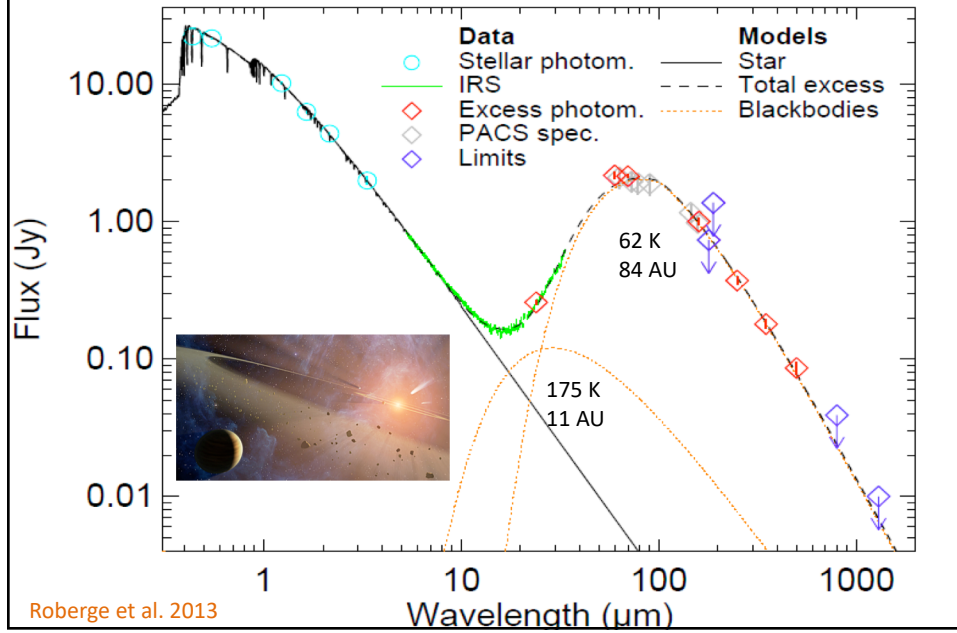 Data
Stellar photom.
IRS
Excess photom.
PACS spec.
Limits
Models
Star
Total excess
Blackbodies
Flux (Jy)
10.00
1.00
0.10
0.01
62 K
84 AU
175 K
11 AU
1
10
100
1000
Wavelength (µm)
Roberge et al. 2013